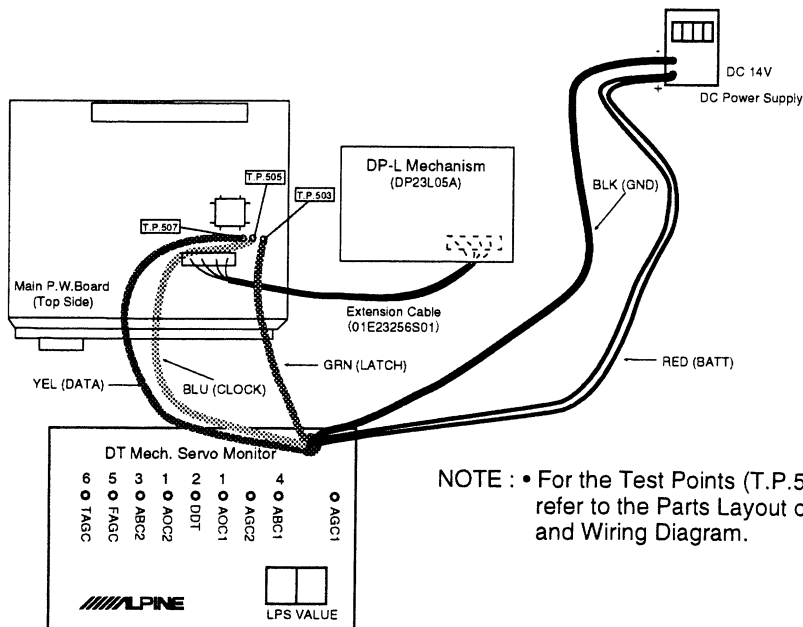 -
+
DC 14V
DC Power Supply
DP-L Mechanism
(DP23L05A)
T.P.505
T.P.503
T.P.507
BLK (GND)
Main P.W.Board
(Top Side)
Extension Cable
(01E23256S01)
GRN (LATCH)
RED (BATT)
YEL (DATA)
BLU (CLOCK)
DT Mech. Servo Monitor
6 5 3 1 2 1 4
TAGC FAGC ABC2 AOC2 DDT AOC1 AGC2 ABC1 AGC1
ALPINE
LPS VALUE
NOTE : • For the Test Points (T.P.5
refer to the Parts Layout o
and Wiring Diagram.